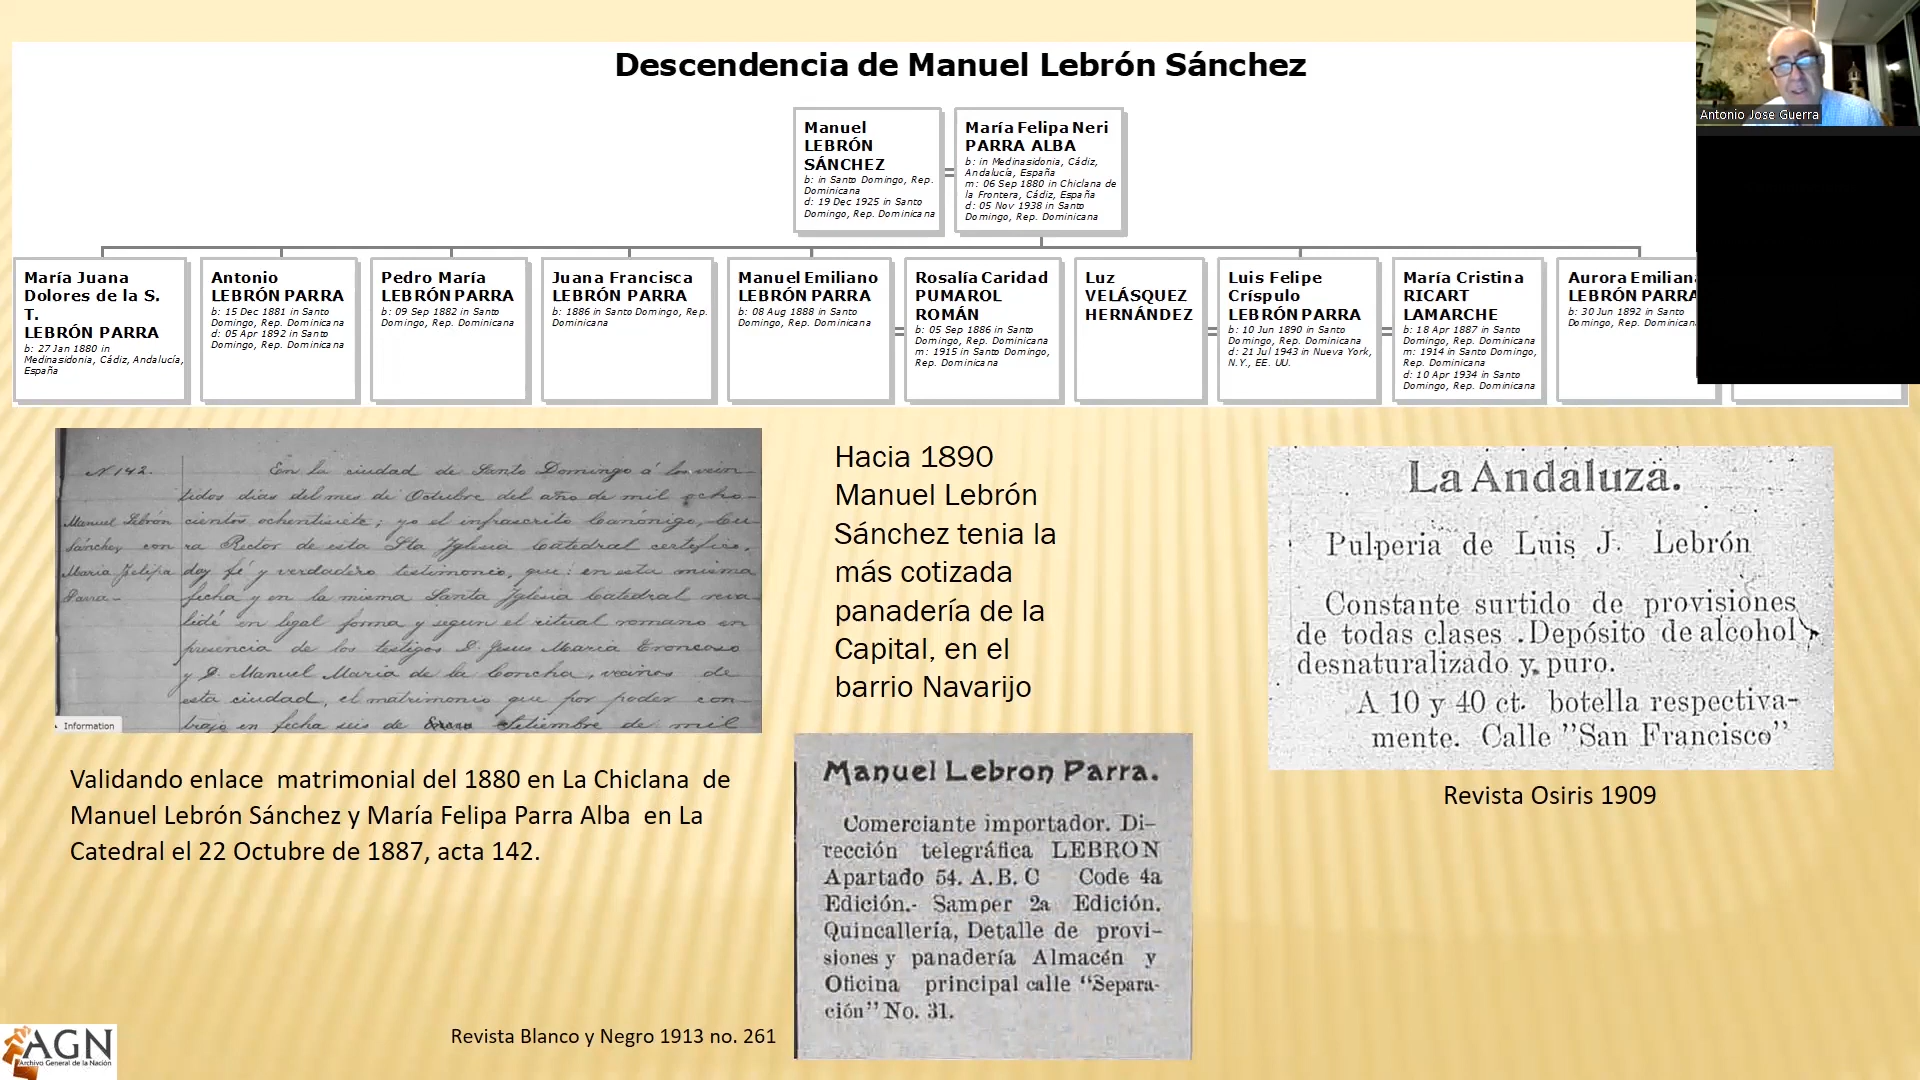 Descendencia de Manuel Lebrón Sánchez
Antonio Jose Guerra
Manuel
LEBRÓN
SÁNCHEZ
b: in Santo Domingo, Rep.
Dominicana
d: 19 Dec 1925 in Santo
Domingo, Rep. Dominicana
María Felipa Neri
PARRA ALBA
b: in Medinasidonia, Cádiz,
Andalucía, España
m: 06 Sep 1880 in Chiclana de
la Frontera, Cádiz, España
d: 05 Nov 1938 in Santo
Domingo, Rep. Dominicana
María Juana
Dolores de la S.
T.
LEBRÓN PARRA
b: 27 Jan 1880 in
Medinasidonia, Cádiz, Andalucía,
España
Antonio
LEBRÓN PARRA
b: 15 Dec 1881 in Santo
Domingo, Rep. Dominicana
d: 05 Apr 1892 in Santo
Domingo, Rep. Dominicana
Pedro María
LEBRÓN PARRA
b: 09 Sep 1882 in Santo
Domingo, Rep. Dominicana
Juana Francisca
LEBRÓN PARRA
b: 1886 in Santo Domingo, Rep.
Dominicana
Manuel Emiliano
LEBRÓN PARRA
b: 08 Aug 1888 in Santo
Domingo, Rep. Dominicana
Rosalía Caridad
PUMAROL
ROMÁN
b: 05 Sep 1886 in Santo
Domingo, Rep. Dominicana
m: 1915 in Santo Domingo,
Rep. Dominicana
Luz
VELÁSQUEZ
HERNÁNDEZ
Luis Felipe
Críspulo
LEBRÓN PARRA
b: 10 Jun 1890 in Santo
Domingo, Rep. Dominicana
d: 21 Jul 1943 in Nueva York,
N.Y., EE. UU.
María Cristina
RICART
LAMARCHE
b: 18 Apr 1887 in Santo
Domingo, Rep. Dominicana
m: 1914 in Santo Domingo,
Rep. Dominicana
d: 10 Apr 1934 in Santo
Domingo, Rep. Dominicana
Aurora Emiliana
LEBRÓN PARRA
b: 30 Jun 1892 in Santo
Domingo, Rep. Dominicana
N 142.
Manuel Lebrón
Sánchez con
Maria Felipa
Parra
En la ciudad de Santo Domingo á los vein-
tidos dias del mes de Octubre del año de mil ocho-
cientos ochentisiete; yo el infrascrito Canónigo, Cu-
ra Rector de esta Sta Iglesia Catedral certifico,
doy fé y verdadero testimonio, que: en esta misma
fecha y en la misma Santa Iglesia Catedral reva-
lidé en legal forma y segun el ritual romano en
presencia de los testigos D. Jesus Maria Troncoso
y D. Manuel Maria de la Concha, vecinos de
esta ciudad, el matrimonio que por poder con-
trajo en fecha seis de Setiembre de mil
Information
Validando enlace matrimonial del 1880 en La Chiclana de
Manuel Lebrón Sánchez y María Felipa Parra Alba en La
Catedral el 22 Octubre de 1887, acta 142.
Hacia 1890
Manuel Lebrón
Sánchez tenia la
más cotizada
panadería de la
Capital, en el
barrio Navarijo
Manuel Lebron Parra.
Comerciante importador. Di-
rección telegráfica LEBRON
Apartado 54. A.B.C Code 4a
Edición.- Samper 2a Edición.
Quincallería, Detalle de provi-
siones y panadería Almacén y
Oficina principal calle "Separa-
ción" No. 31.
Revista Blanco y Negro 1913 no. 261
La Andaluza.
Pulperia de Luis J. Lebrón
Constante surtido de provisiones
de todas clases .Depósito de alcohol
desnaturalizado y puro.
A 10 y 40 ct. botella respectiva-
mente. Calle "San Francisco"
Revista Osiris 1909
AGN
Archivo General de la Nación